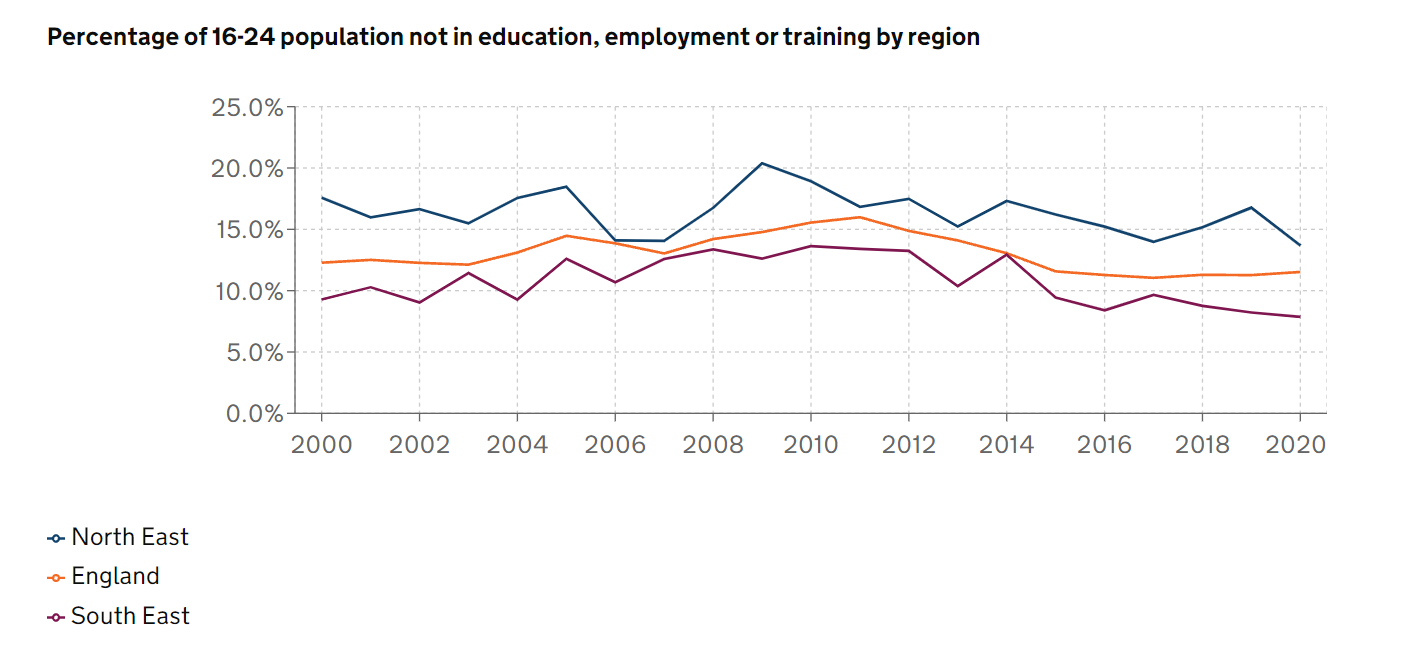 Percentage of 16-24 population not in education, employment or training by region
25.0%
20.0%
15.0%
10.0%
5.0%
0.0%
2000 2002 2004 2006 2008 2010 2012 2014 2016 2018 2020
North East
England
South East